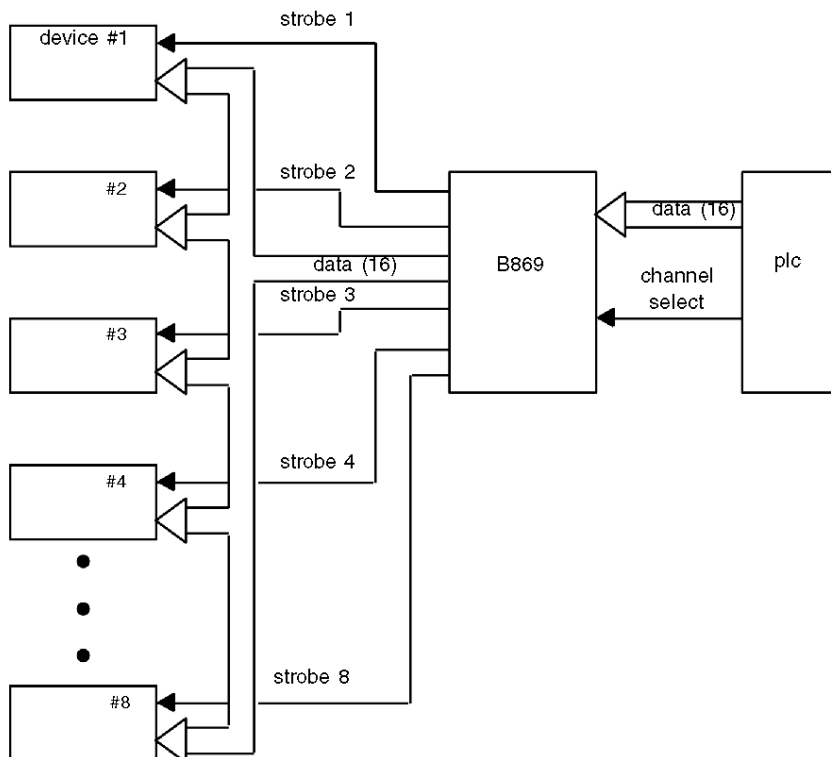 strobe 1
device #1
strobe 2
#2
data (16)
data (16)
B869
plc
strobe 3
channel
select
#3
strobe 4
#4
strobe 8
#8